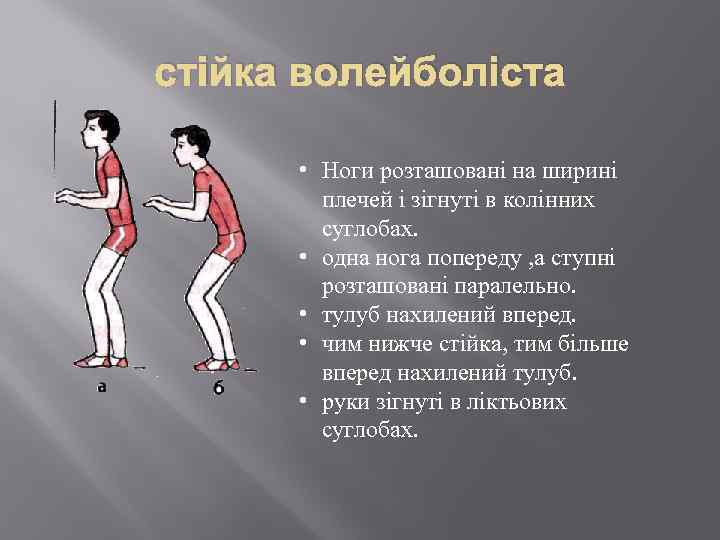 стійка волейболіста
• Ноги розташовані на ширині
плечей і зігнуті в колінних
суглобах.
• одна нога попереду ,а ступні
розташовані паралельно.
• тулуб нахилений вперед.
• чим нижче стійка, тим більше
вперед нахилений тулуб.
• руки зігнуті в ліктьових
суглобах.
а б